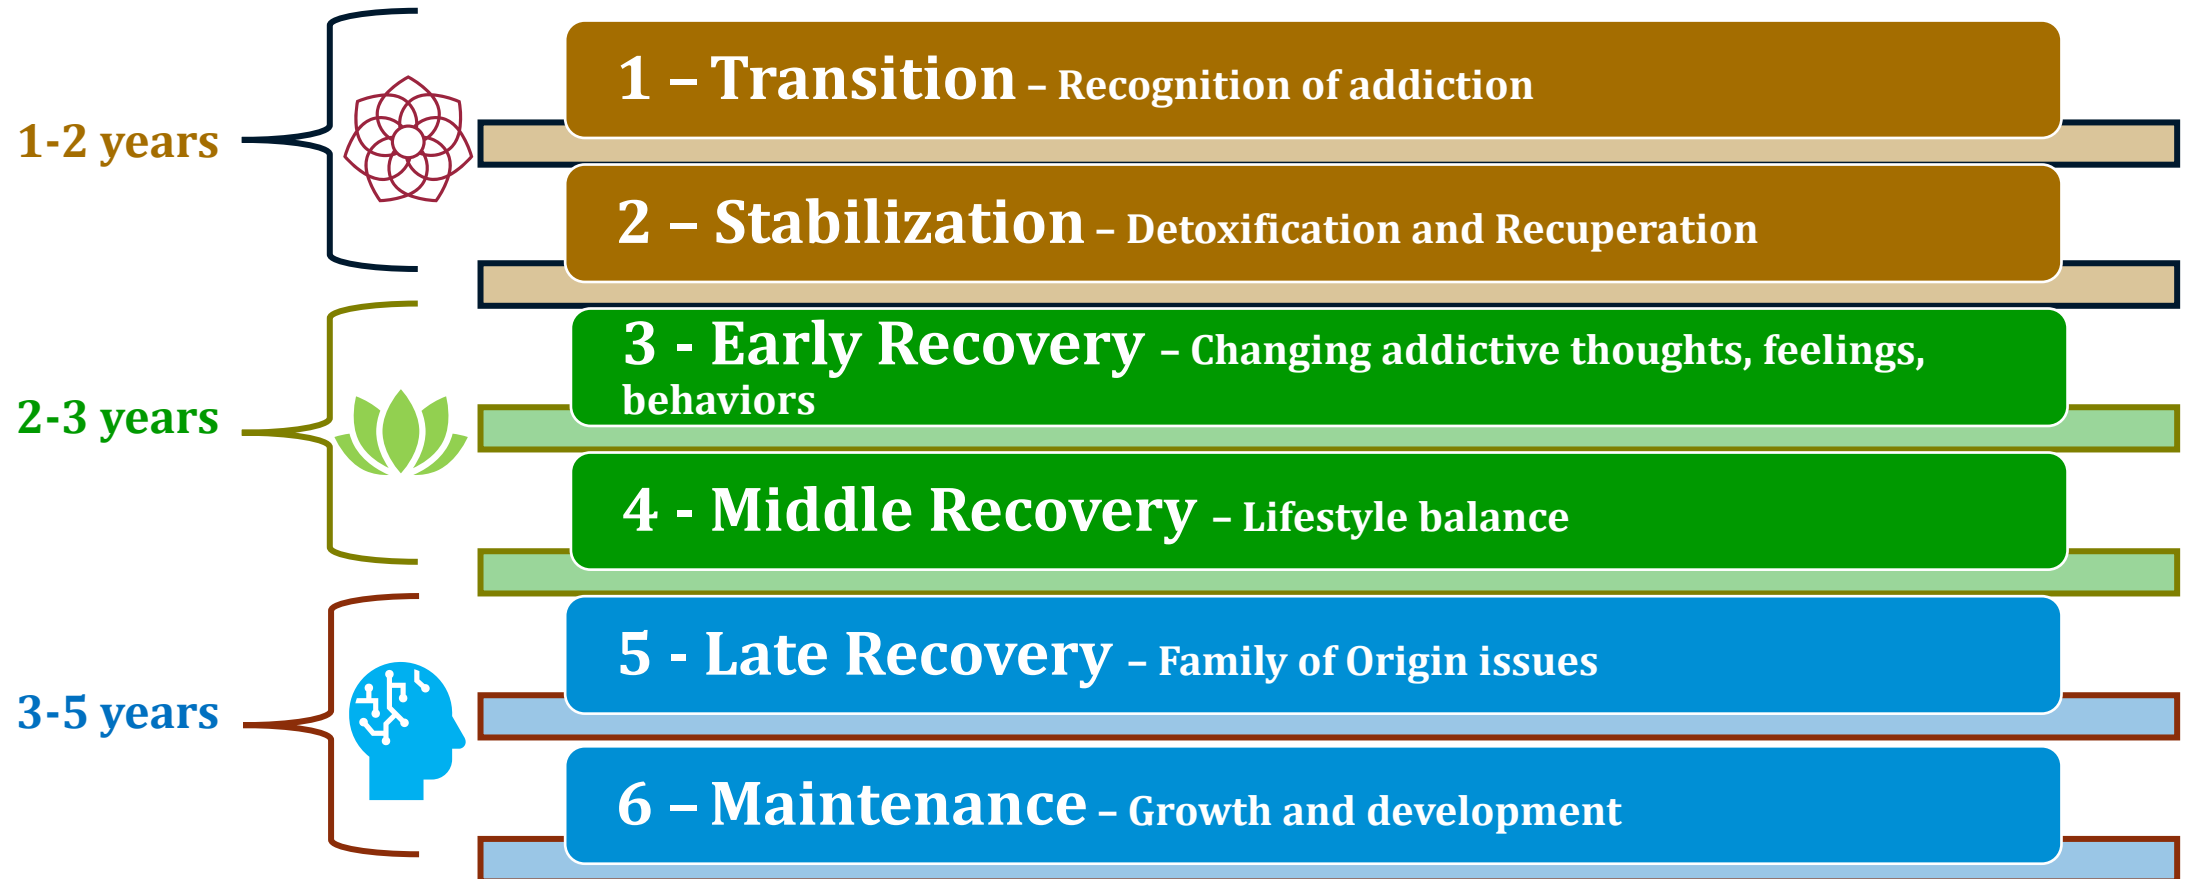 1-2 years
1 – Transition – Recognition of addiction
2 – Stabilization – Detoxification and Recuperation
2-3 years
3 - Early Recovery – Changing addictive thoughts, feelings,
behaviors
4 - Middle Recovery – Lifestyle balance
3-5 years
5 - Late Recovery – Family of Origin issues
6 – Maintenance – Growth and development